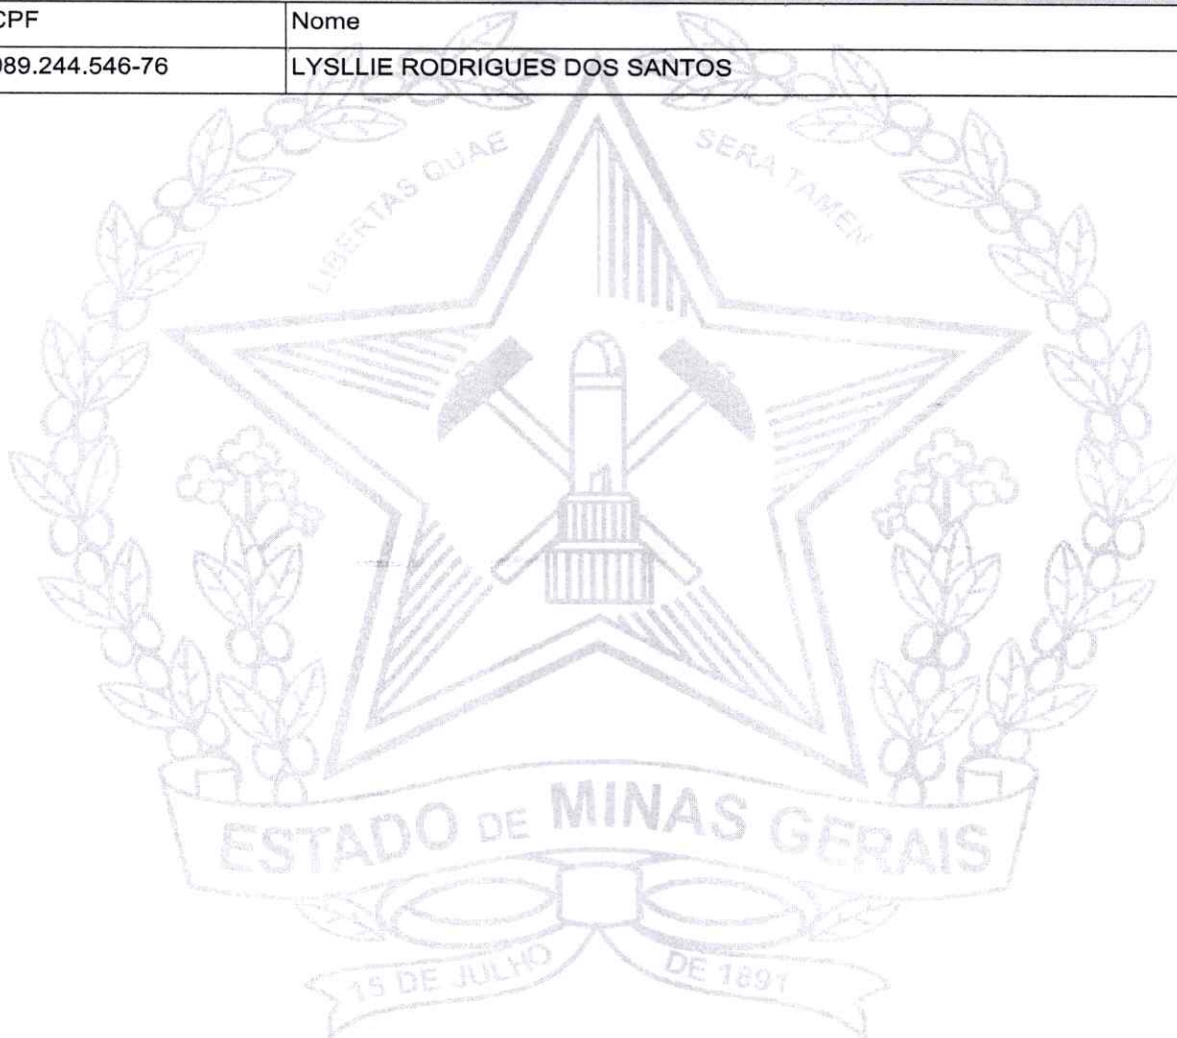 CPF Nome
089.244.546-76 LYSLLIE RODRIGUES DOS SANTOS
LIBERTAS QUAE SERA TAMEN
ESTADO DE MINAS GERAIS
15 DE JULHO DE 1891